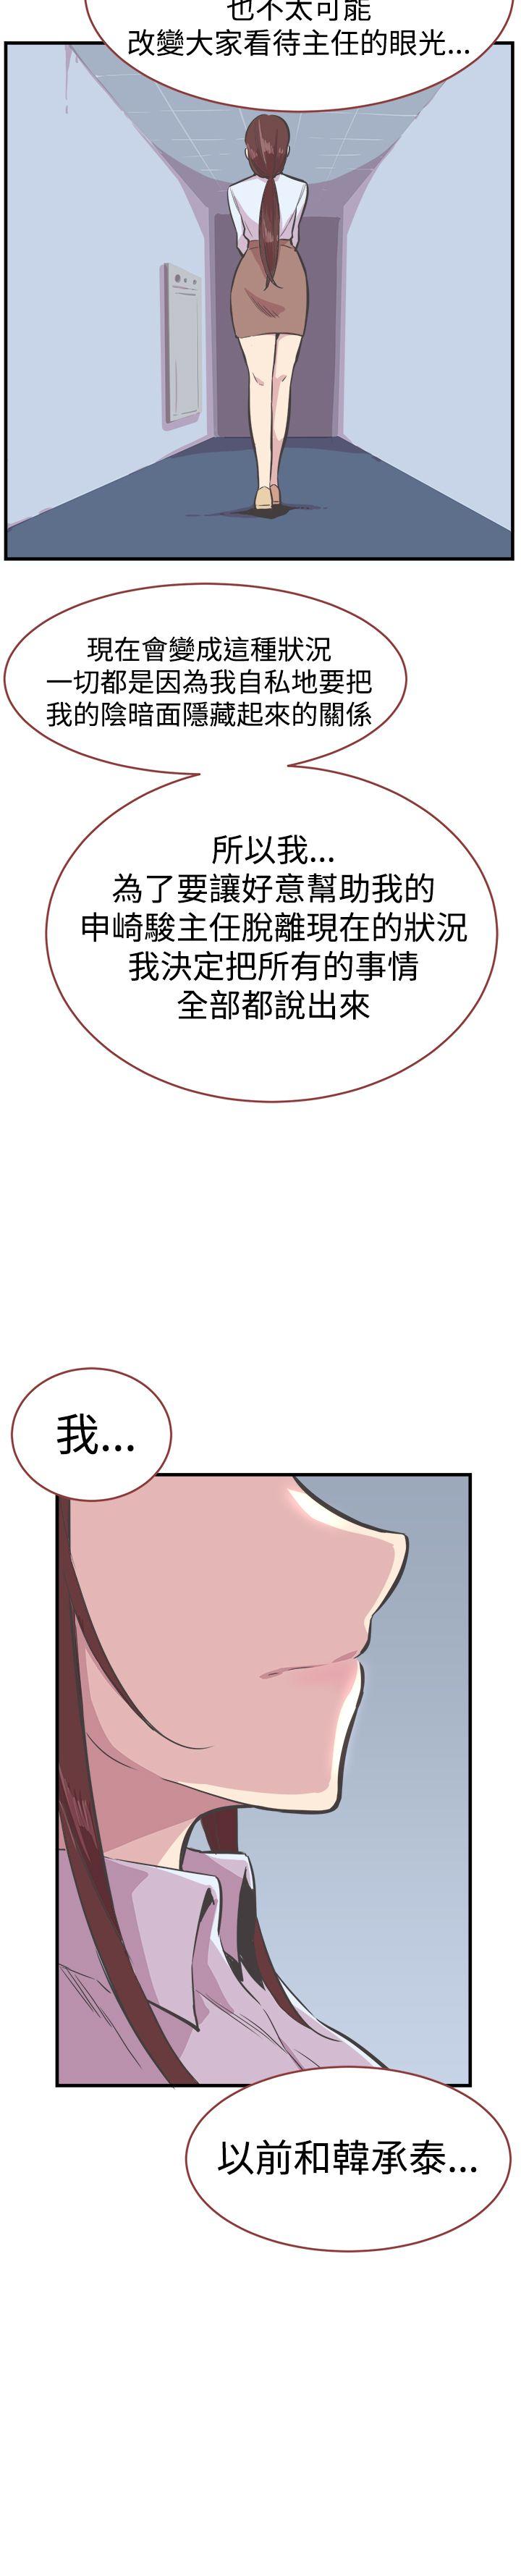 也不太可能
改變大家看待主任的眼光...
現在會變成這種狀況
一切都是因為我自私地要把
我的陰暗面隱藏起來的關係
所以我...
為了要讓好意幫助我的
申崎駿主任脫離現在的狀況
我決定把所有的事情
全部都說出來
我...
以前和韓承泰...